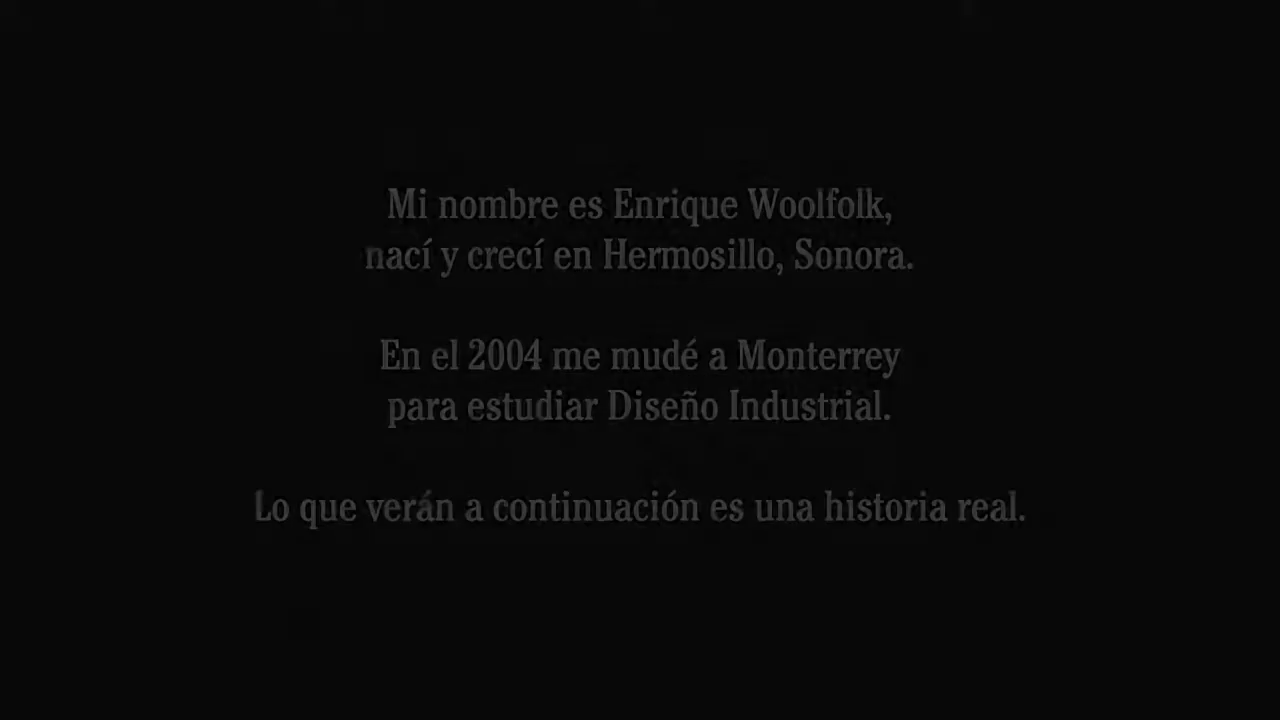 Mi nombre es Enrique Woolfolk,
nací y crecí en Hermosillo, Sonora.
En el 2004 me mudé a Monterrey
para estudiar Diseño Industrial.
Lo que verán a continuación es una historia real.